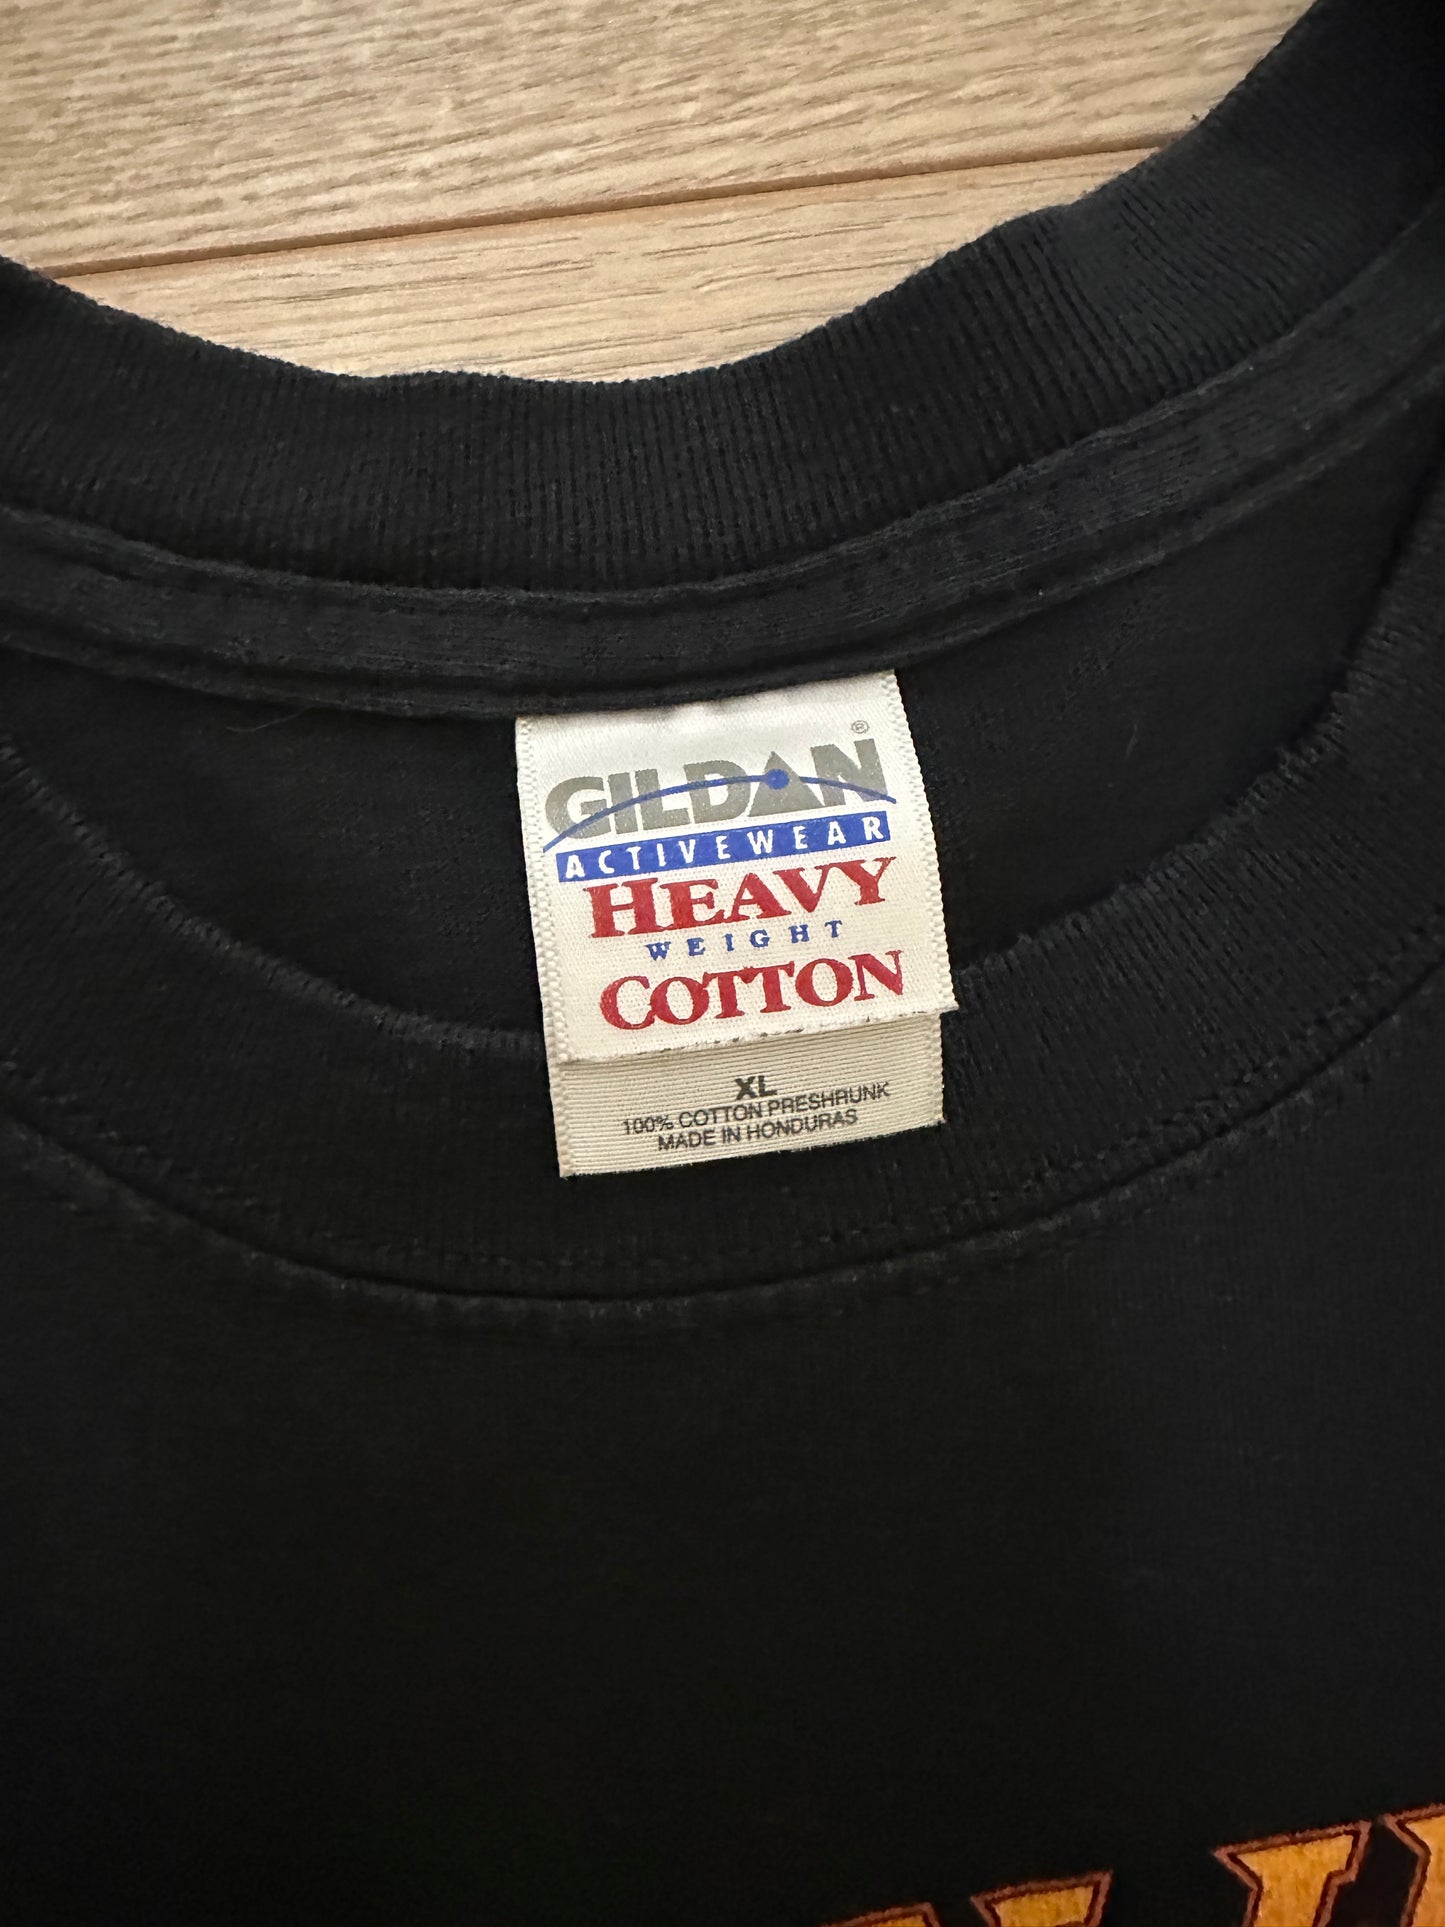 GILDAN®
ACTIVEWEAR
HEAVY
WEIGHT
COTTON
XL
100% COTTON PRESHRUNK
MADE IN HONDURAS